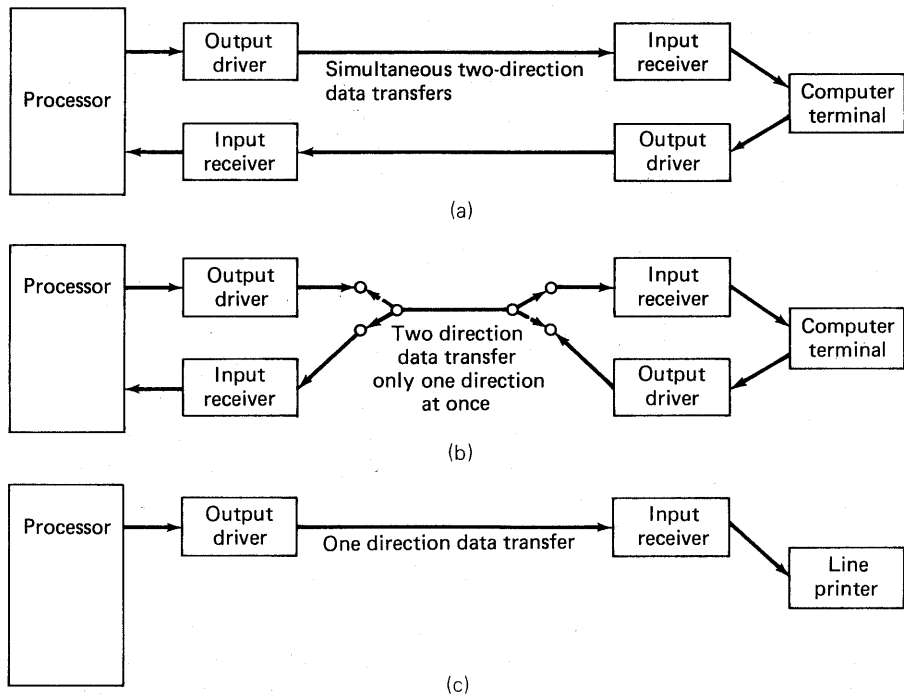 Processor
Output
driver
Simultaneous two-direction
data transfers
Input
receiver
Computer
terminal
Input
receiver
Output
driver
(a)
Processor
Output
driver
Two direction
data transfer
only one direction
at once
Input
receiver
Computer
terminal
Input
receiver
Output
driver
(b)
Processor
Output
driver
One direction data transfer
Input
receiver
Line
printer
(c)